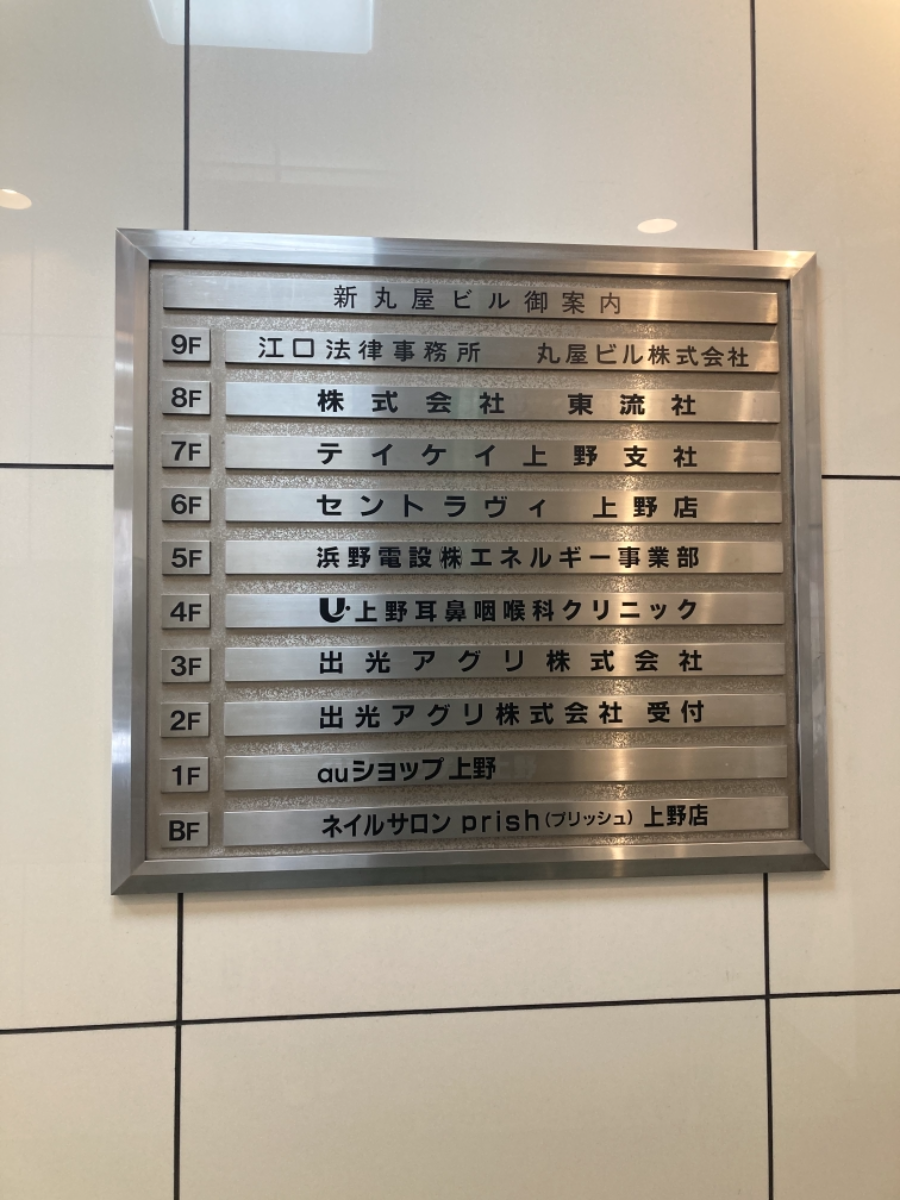 新丸屋ビル御案内
9F 江口法律事務所 丸屋ビル株式会社
8F 株式会社 東流社
7F テイケイ上野支社
6F セントラヴィ 上野店
5F 浜野電設㈱エネルギー事業部
4F U・上野耳鼻咽喉科クリニック
3F 出光アグリ株式会社
2F 出光アグリ株式会社 受付
1F auショップ上野
BF ネイルサロン prish(プリッシュ) 上野店